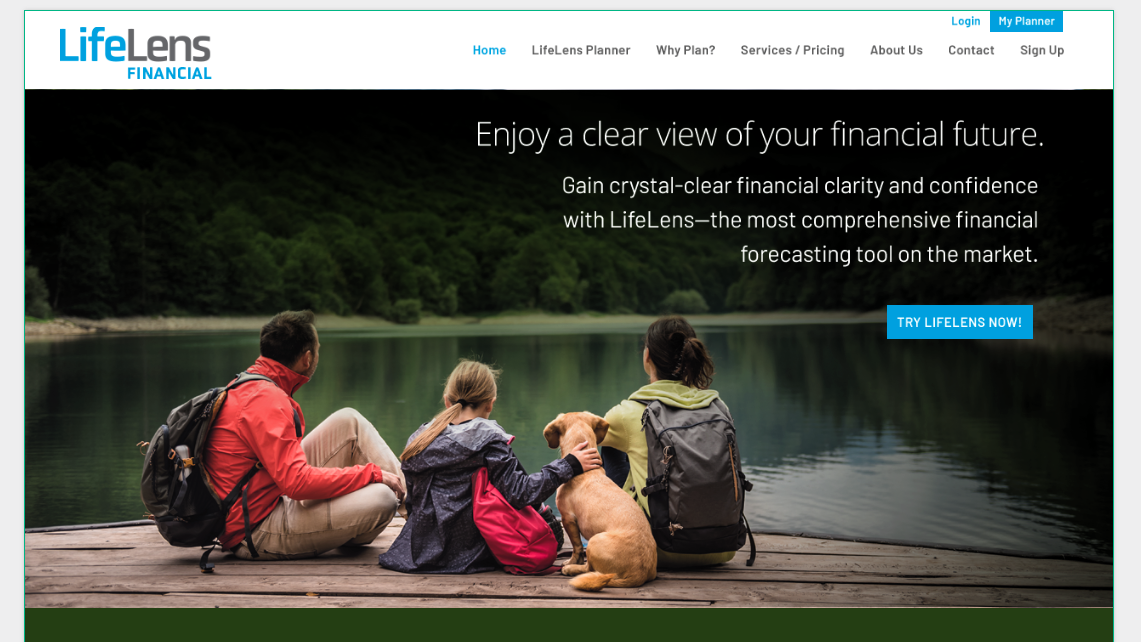 Login My Planner
LifeLens
FINANCIAL
Home LifeLens Planner Why Plan? Services / Pricing About Us Contact Sign Up
Enjoy a clear view of your financial future.
Gain crystal-clear financial clarity and confidence
with LifeLens—the most comprehensive financial
forecasting tool on the market.
TRY LIFELENS NOW!